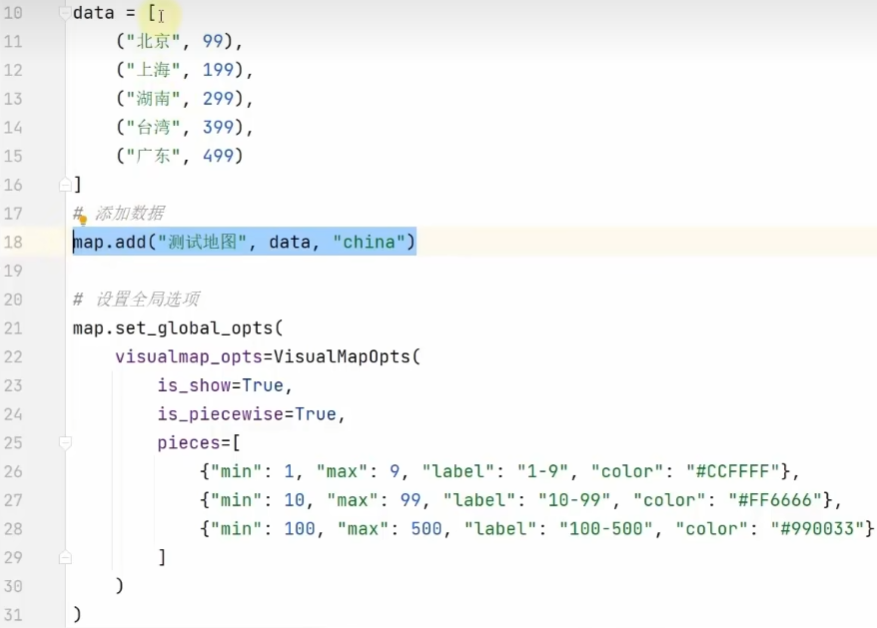 10 data = [
11     ("北京", 99),
12     ("上海", 199),
13     ("湖南", 299),
14     ("台湾", 399),
15     ("广东", 499)
16 ]
17 # 添加数据
18 map.add("测试地图", data, "china")
19
20 # 设置全局选项
21 map.set_global_opts(
22     visualmap_opts=VisualMapOpts(
23         is_show=True,
24         is_piecewise=True,
25         pieces=[
26             {"min": 1, "max": 9, "label": "1-9", "color": "#CCFFFF"},
27             {"min": 10, "max": 99, "label": "10-99", "color": "#FF6666"},
28             {"min": 100, "max": 500, "label": "100-500", "color": "#990033"}
29         ]
30     )
31 )